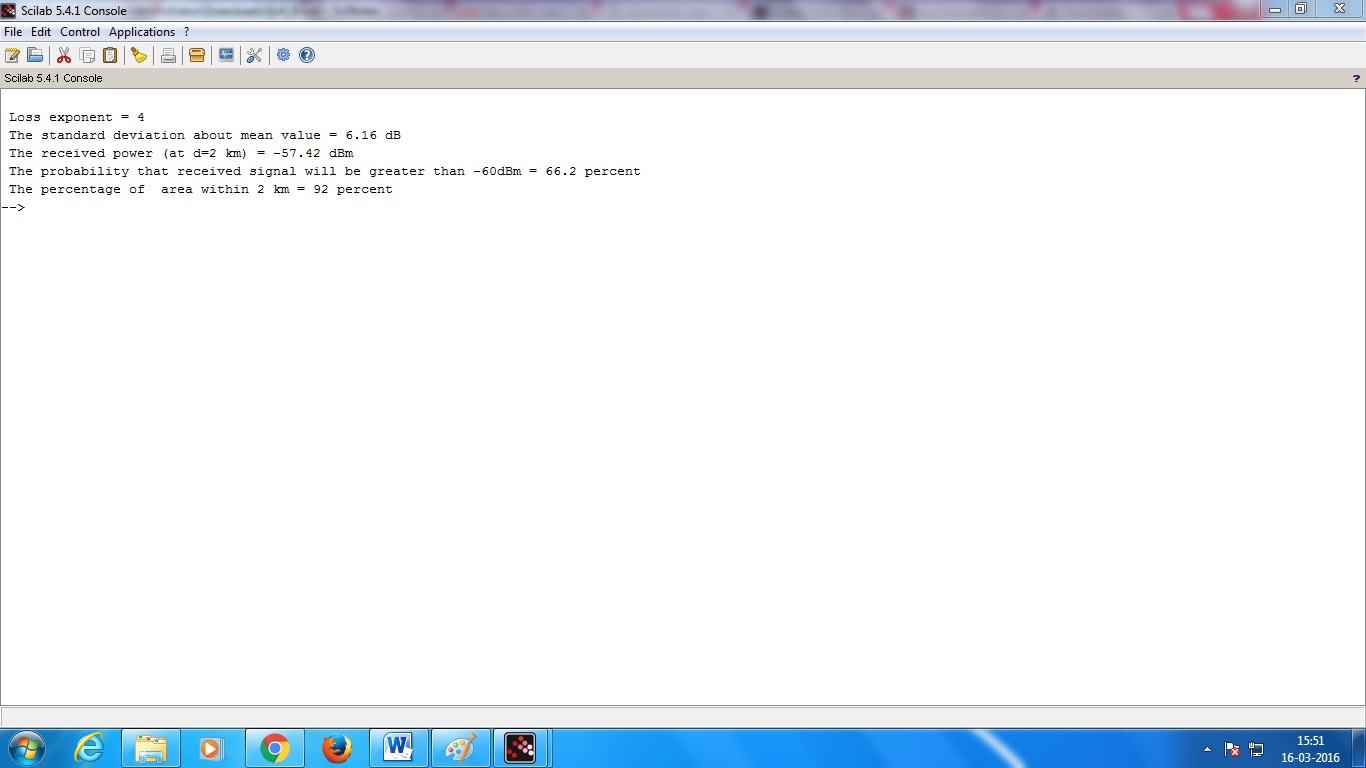 Scilab 5.4.1 Console
File Edit Control Applications ?
Scilab 5.4.1 Console ?
Loss exponent = 4
The standard deviation about mean value = 6.16 dB
The received power (at d=2 km) = -57.42 dBm
The probability that received signal will be greater than -60dBm = 66.2 percent
The percentage of  area within 2 km = 92 percent
-->
15:51
16-03-2016